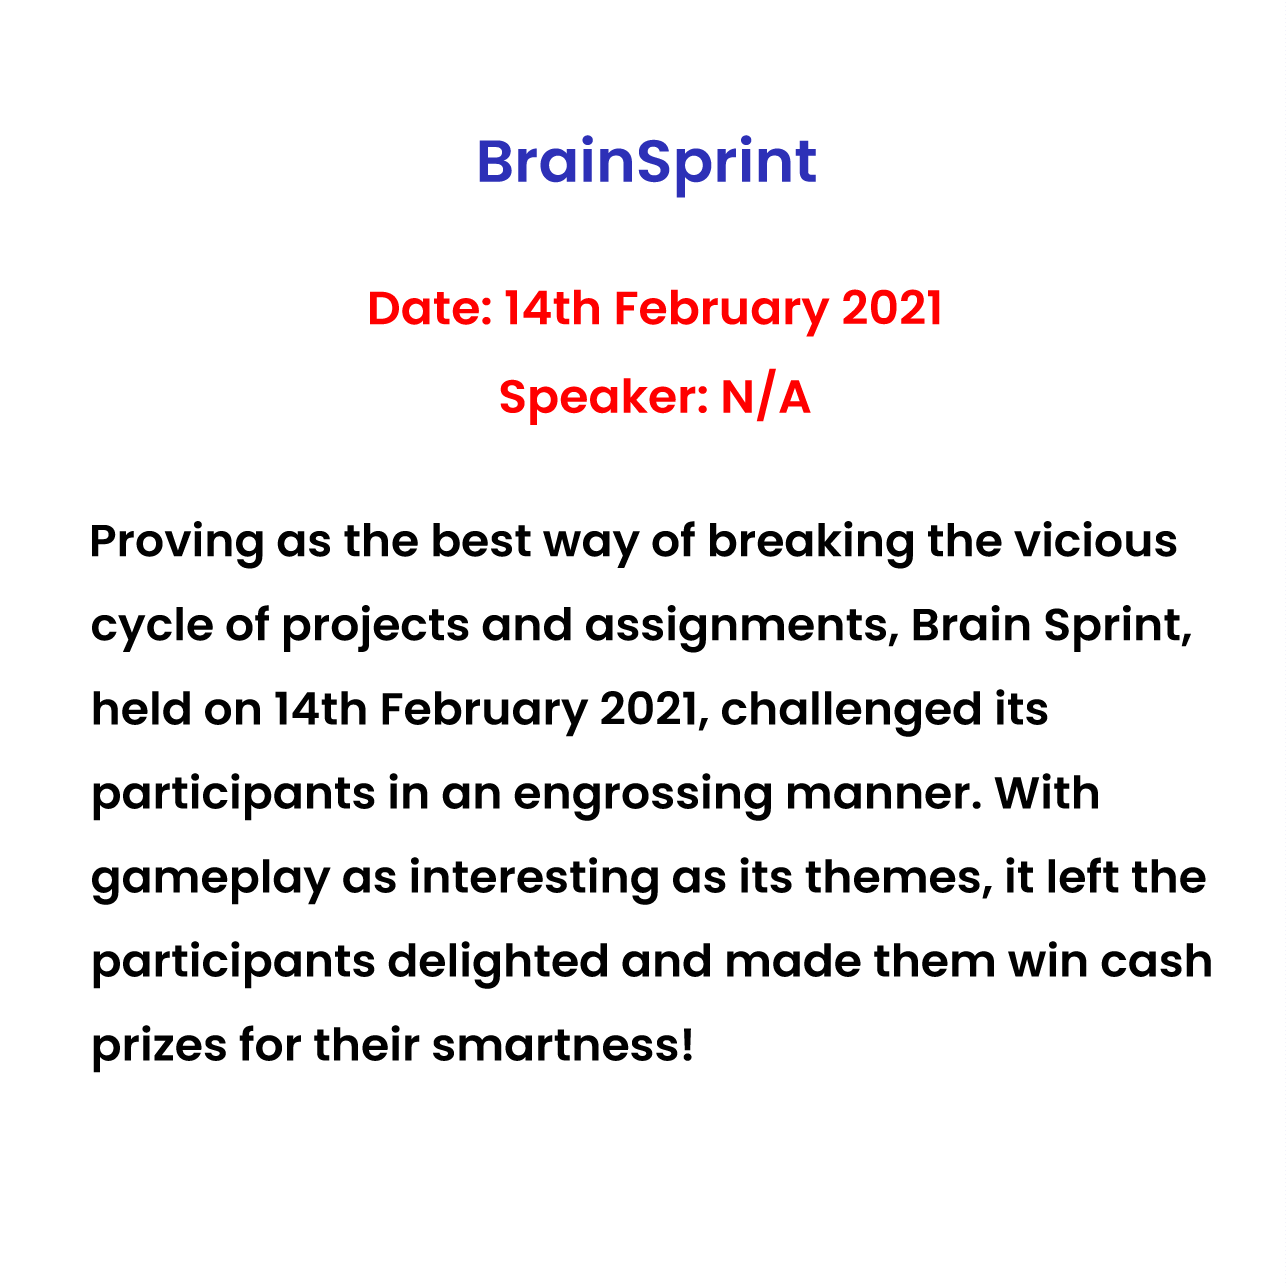 BrainSprint
Date: 14th February 2021
Speaker: N/A
Proving as the best way of breaking the vicious
cycle of projects and assignments, Brain Sprint,
held on 14th February 2021, challenged its
participants in an engrossing manner. With
gameplay as interesting as its themes, it left the
participants delighted and made them win cash
prizes for their smartness!